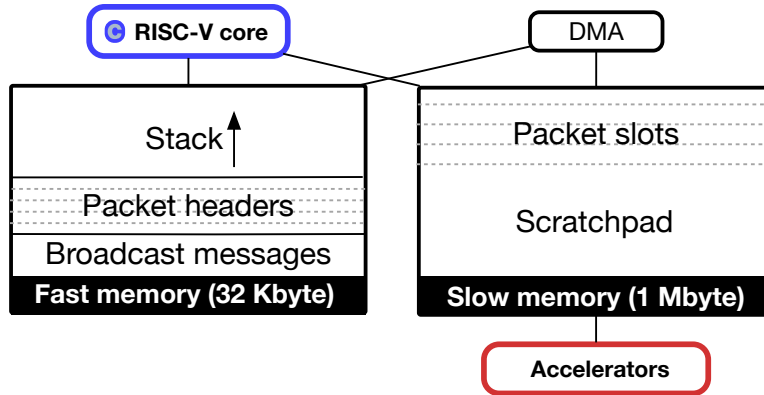 C RISC-V core
DMA
Stack
Packet headers
Broadcast messages
Fast memory (32 Kbyte)
Packet slots
Scratchpad
Slow memory (1 Mbyte)
Accelerators